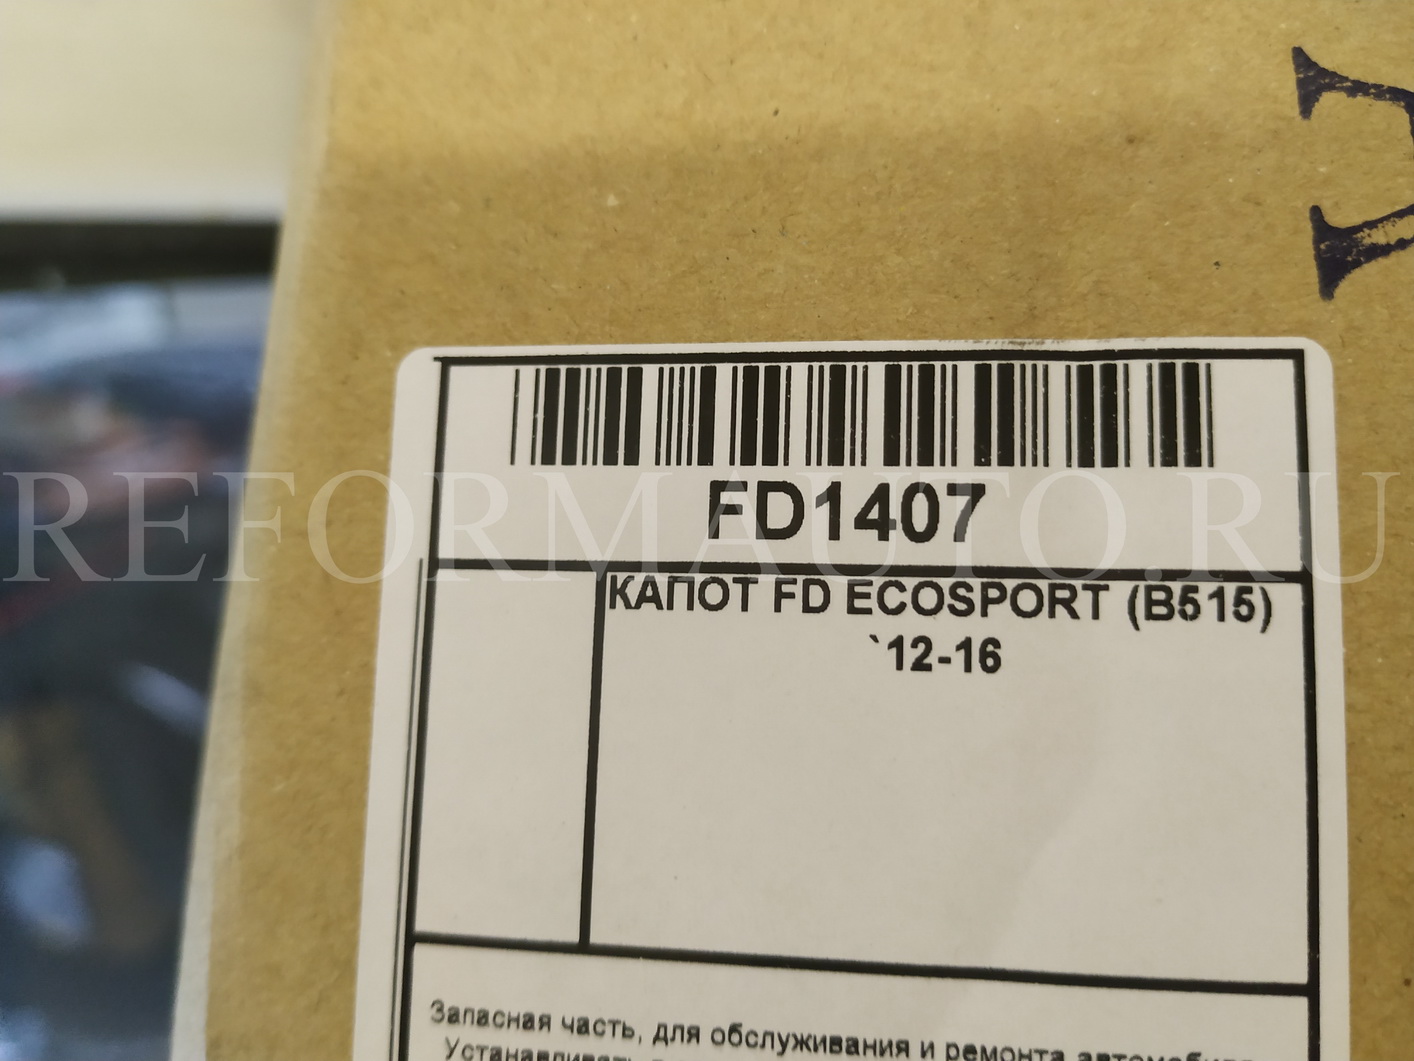 FD1407
REFORMAUTO.RU
КАПОТ FD ECOSPORT (B515)
`12-16
Запасная часть, для обслуживания и ремонта